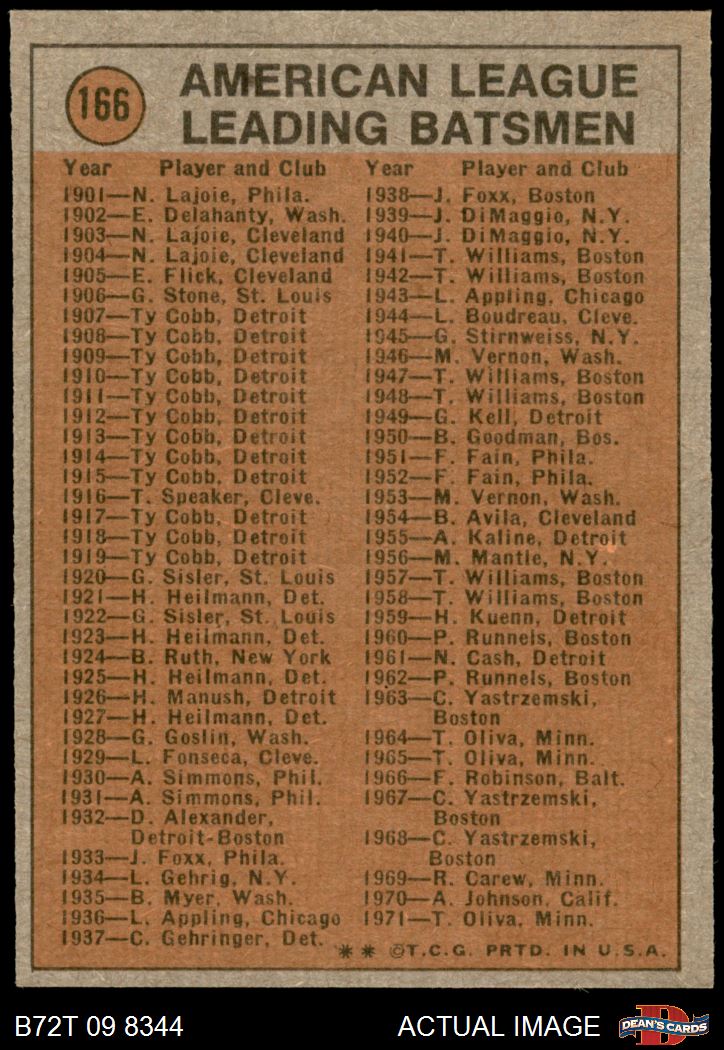 166
AMERICAN LEAGUE
LEADING BATSMEN
Year Player and Club
1901—N. Lajoie, Phila.
1902—E. Delahanty, Wash.
1903—N. Lajoie, Cleveland
1904—N. Lajoie, Cleveland
1905—E. Flick, Cleveland
1906—G. Stone, St. Louis
1907—Ty Cobb, Detroit
1908—Ty Cobb, Detroit
1909—Ty Cobb, Detroit
1910—Ty Cobb, Detroit
1911—Ty Cobb, Detroit
1912—Ty Cobb, Detroit
1913—Ty Cobb, Detroit
1914—Ty Cobb, Detroit
1915—Ty Cobb, Detroit
1916—T. Speaker, Cleve.
1917—Ty Cobb, Detroit
1918—Ty Cobb, Detroit
1919—Ty Cobb, Detroit
1920—G. Sisler, St. Louis
1921—H. Heilmann, Det.
1922—G. Sisler, St. Louis
1923—H. Heilmann, Det.
1924—B. Ruth, New York
1925—H. Heilmann, Det.
1926—H. Manush, Detroit
1927—H. Heilmann, Det.
1928—G. Goslin, Wash.
1929—L. Fonseca, Cleve.
1930—A. Simmons, Phil.
1931—A. Simmons, Phil.
1932—D. Alexander,
Detroit-Boston
1933—J. Foxx, Phila.
1934—L. Gehrig, N.Y.
1935—B. Myer, Wash.
1936—L. Appling, Chicago
1937—C. Gehringer, Det.
Year Player and Club
1938—J. Foxx, Boston
1939—J. DiMaggio, N.Y.
1940—J. DiMaggio, N.Y.
1941—T. Williams, Boston
1942—T. Williams, Boston
1943—L. Appling, Chicago
1944—L. Boudreau, Cleve.
1945—G. Stirnweiss, N.Y.
1946—M. Vernon, Wash.
1947—T. Williams, Boston
1948—T. Williams, Boston
1949—G. Kell, Detroit
1950—B. Goodman, Bos.
1951—F. Fain, Phila.
1952—F. Fain, Phila.
1953—M. Vernon, Wash.
1954—B. Avila, Cleveland
1955—A. Kaline, Detroit
1956—M. Mantle, N.Y.
1957—T. Williams, Boston
1958—T. Williams, Boston
1959—H. Kuenn, Detroit
1960—P. Runnels, Boston
1961—N. Cash, Detroit
1962—P. Runnels, Boston
1963—C. Yastrzemski,
Boston
1964—T. Oliva, Minn.
1965—T. Oliva, Minn.
1966—F. Robinson, Balt.
1967—C. Yastrzemski,
Boston
1968—C. Yastrzemski,
Boston
1969—R. Carew, Minn.
1970—A. Johnson, Calif.
1971—T. Oliva, Minn.
** ©T.C.G. PRTD. IN U.S.A.
B72T 09 8344 ACTUAL IMAGE
D
DEAN'S CARDS